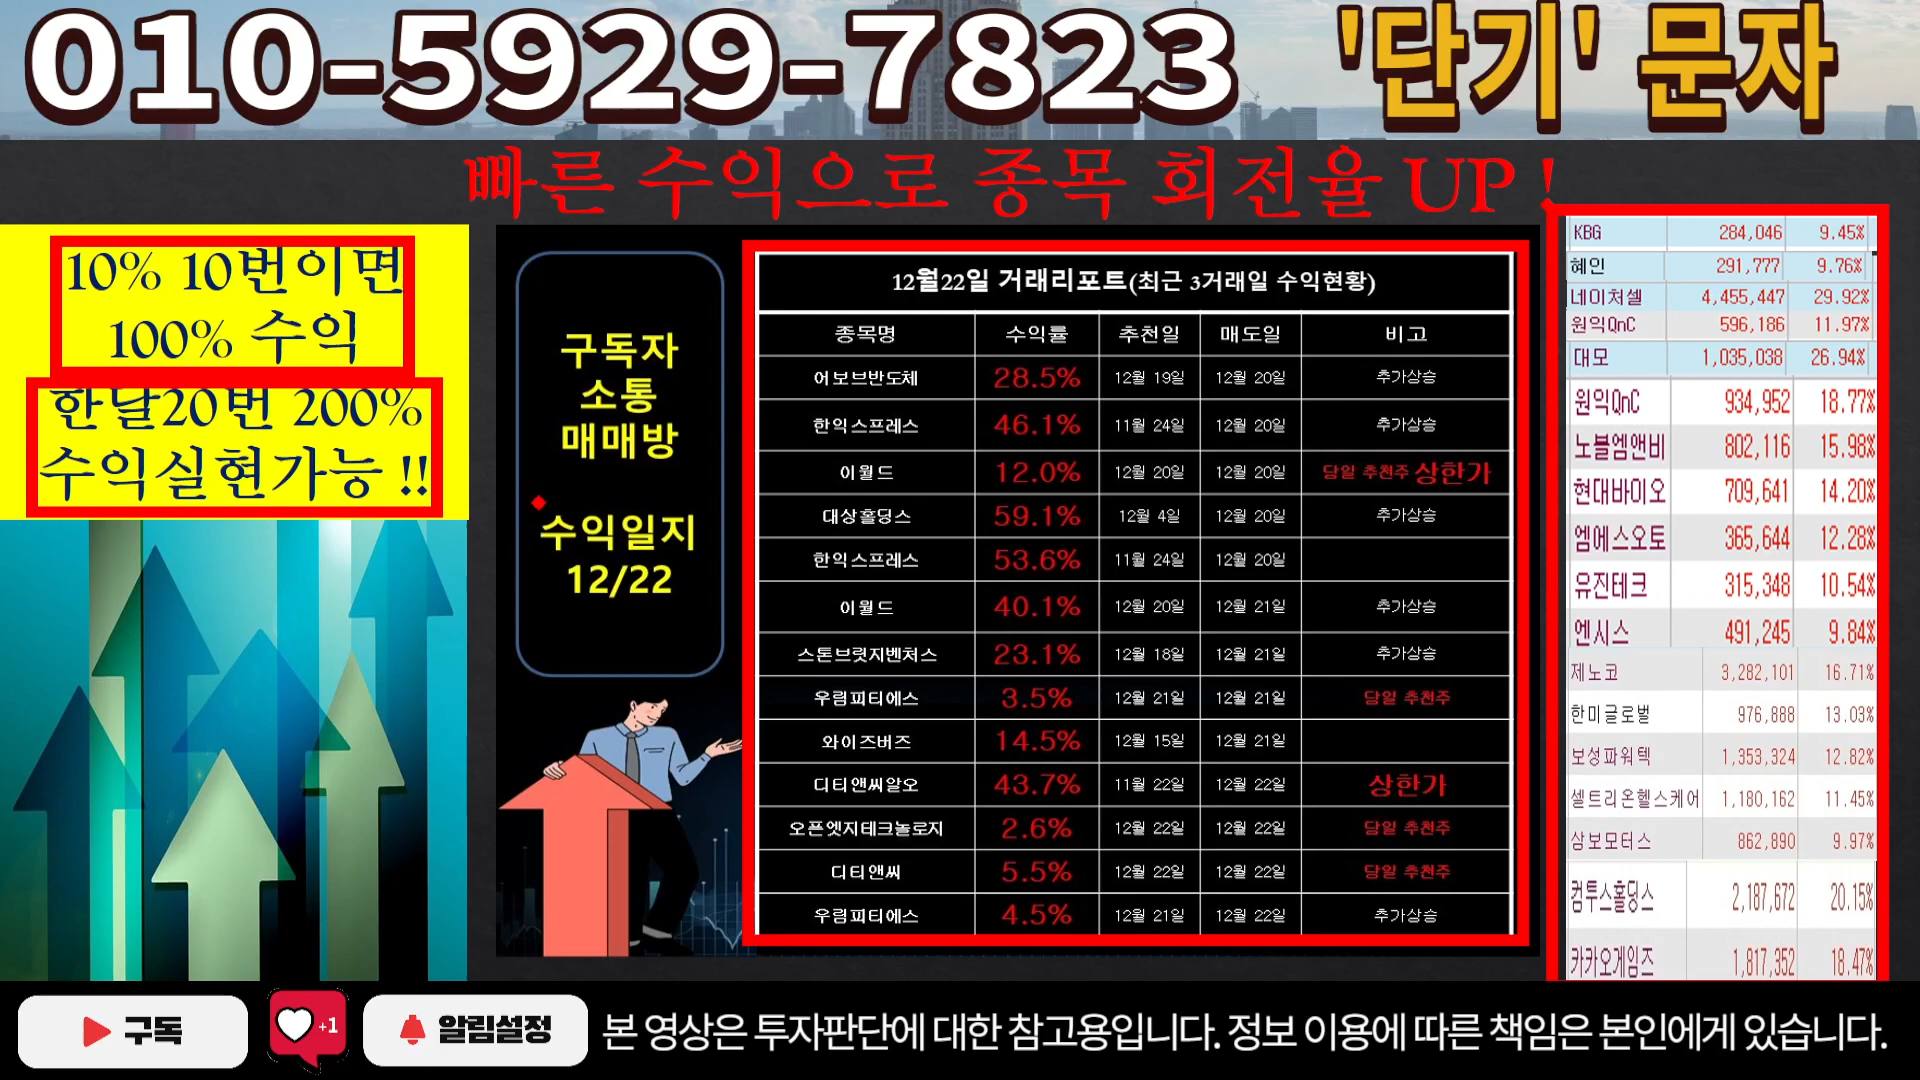 010-5929-7823 '단기' 문자
빠른 수익으로 종목 회전율 UP !
10% 10번이면
100% 수익
한달20번 200%
수익실현가능 !!
구독자
소통
매매방
수익일지
12/22
12월22일 거래리포트(최근 3거래일 수익현황)
종목명 수익률 추천일 매도일 비고
어보브반도체 28.5% 12월 19일 12월 20일 추가상승
한익스프레스 46.1% 11월 24일 12월 20일 추가상승
이월드 12.0% 12월 20일 12월 20일 당일 추천주 상한가
대상홀딩스 59.1% 12월 4일 12월 20일 추가상승
한익스프레스 53.6% 11월 24일 12월 20일
이월드 40.1% 12월 20일 12월 21일 추가상승
스톤브릿지벤처스 23.1% 12월 18일 12월 21일 추가상승
우림피티에스 3.5% 12월 21일 12월 21일 당일 추천주
와이즈버즈 14.5% 12월 15일 12월 21일
디티앤씨알오 43.7% 11월 22일 12월 22일 상한가
오픈엣지테크놀로지 2.6% 12월 22일 12월 22일 당일 추천주
디티앤씨 5.5% 12월 22일 12월 22일 당일 추천주
우림피티에스 4.5% 12월 21일 12월 22일 추가상승
KBG 284,046 9.45%
혜인 291,777 9.76%
네이처셀 4,455,447 29.92%
원익QnC 596,186 11.97%
대모 1,035,038 26.94%
원익QnC 934,952 18.77%
노블엠앤비 802,116 15.98%
현대바이오 709,641 14.20%
엠에스오토 365,644 12.28%
유진테크 315,348 10.54%
엔시스 491,245 9.84%
제노코 3,282,101 16.71%
한미글로벌 976,888 13.03%
보성파워텍 1,353,324 12.82%
셀트리온헬스케어 1,180,162 11.45%
상보모터스 862,890 9.97%
컴투스홀딩스 2,187,672 20.15%
카카오게임즈 1,817,352 18.47%
구독 +1 알림설정 본 영상은 투자판단에 대한 참고용입니다. 정보 이용에 따른 책임은 본인에게 있습니다.